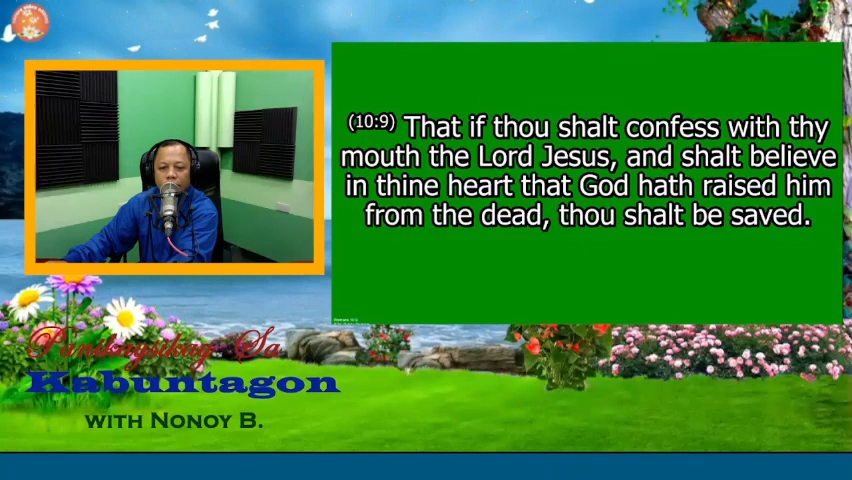 (10:9) That if thou shalt confess with thy
mouth the Lord Jesus, and shalt believe
in thine heart that God hath raised him
from the dead, thou shalt be saved.
Panikaysikay Sa
Kabuntagon
WITH NONOY B.